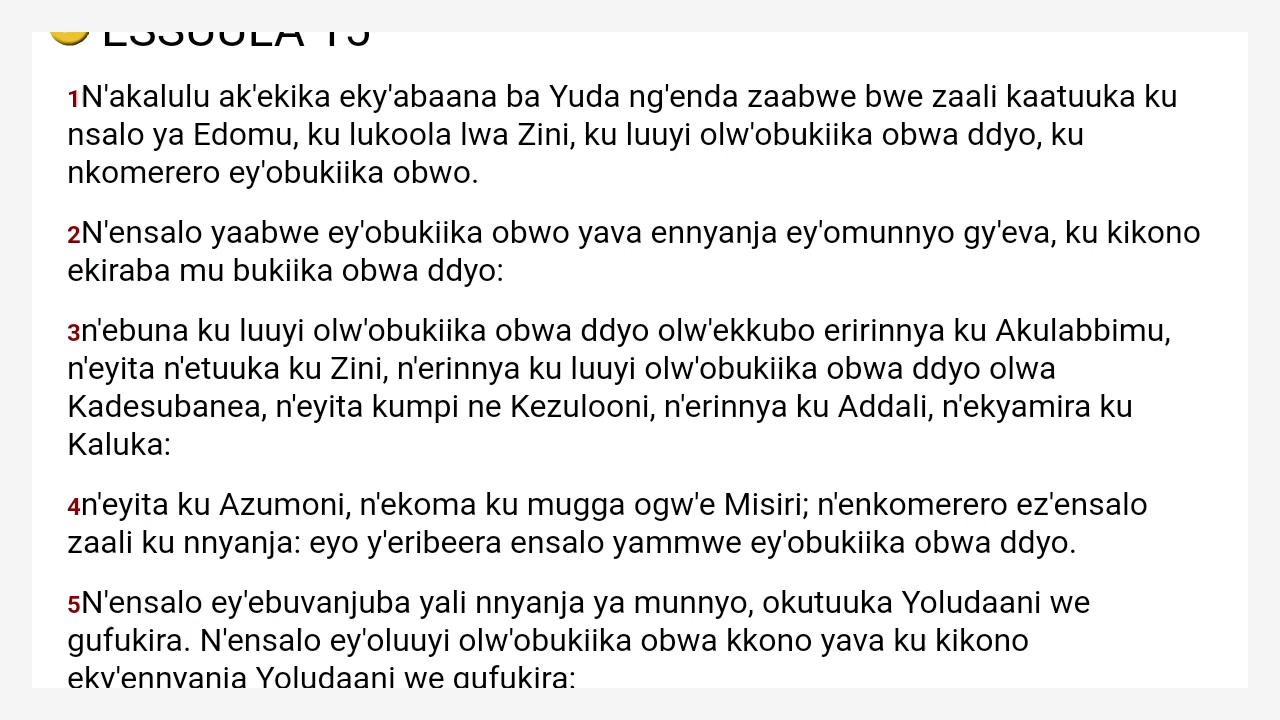 ESSUULA 15
1N'akalulu ak'ekika eky'abaana ba Yuda ng'enda zaabwe bwe zaali kaatuuka ku
nsalo ya Edomu, ku lukoola lwa Zini, ku luuyi olw'obukiika obwa ddyo, ku
nkomerero ey'obukiika obwo.
2N'ensalo yaabwe ey'obukiika obwo yava ennyanja ey'omunnyo gy'eva, ku kikono
ekiraba mu bukiika obwa ddyo:
3n'ebuna ku luuyi olw'obukiika obwa ddyo olw'ekkubo eririnnya ku Akulabbimu,
n'eyita n'etuuka ku Zini, n'erinnya ku luuyi olw'obukiika obwa ddyo olwa
Kadesubanea, n'eyita kumpi ne Kezulooni, n'erinnya ku Addali, n'ekyamira ku
Kaluka:
4n'eyita ku Azumoni, n'ekoma ku mugga ogw'e Misiri; n'enkomerero ez'ensalo
zaali ku nnyanja: eyo y'eribeera ensalo yammwe ey'obukiika obwa ddyo.
5N'ensalo ey'ebuvanjuba yali nnyanja ya munnyo, okutuuka Yoludaani we
gufukira. N'ensalo ey'oluuyi olw'obukiika obwa kkono yava ku kikono
eky'ennyanja Yoludaani we gufukira: